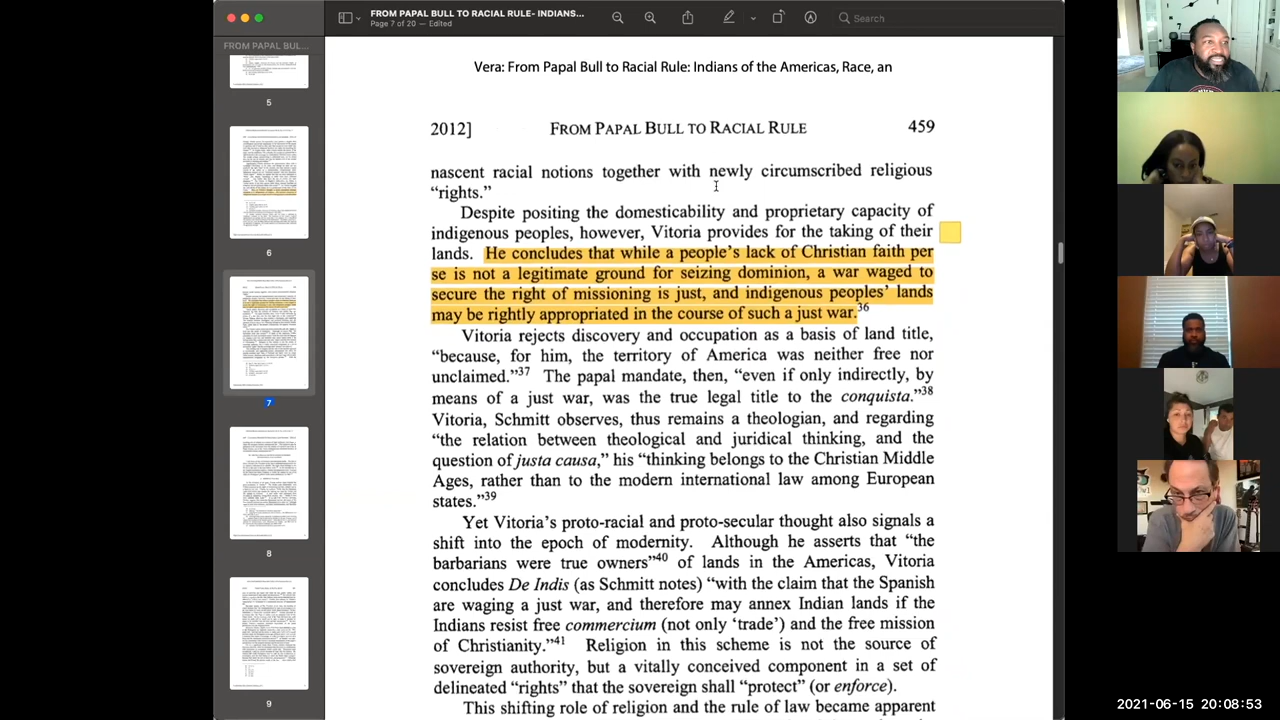 FROM PAPAL BULL TO RACIAL RULE- INDIANS...
Page 7 of 20 — Edited
Search
FROM PAPAL BUL...
5
6
7
8
9
Vera: From Papal Bull to Racial Rule: Indians of the Americas, Race, an
2012] FROM PAPAL BULL TO RACIAL RULE 459
nascent racial notions together with newly circumscribed religious
“rights.”
Despite positing the domestic unity and proprietary capacity of
indigenous peoples, however, Vitoria provides for the taking of their
lands. He concludes that while a people’s lack of Christian faith per
se is not a legitimate ground for seizing dominion, a war waged to
secure the right of missioning is just and indigenous peoples’ lands
may be rightly appropriated in the course of such a just war.36
Vitoria rejects discovery and occupation as a basis of land title,
“because, for him, the territory of America was neither free nor
unclaimed.”37 The papal mandate then, “even if only indirectly, by
means of a just war, was the true legal title to the conquista.”38
Vitoria, Schmitt observes, thus remains a theologian, and regarding
“the relation between theological and juridical thinking, and the
question of justa causa,” his “thinking belongs to the Christian Middle
Ages, rather than to the modern international law among European
states.”39
Yet Vitoria’s proto-racial and proto-secular thought also signals a
shift into the epoch of modernity. Although he asserts that “the
barbarians were true owners”40 of lands in the Americas, Vitoria
concludes De Indis (as Schmitt notes) with the claim that the Spanish
are waging a just war, and therefore may annex Indian lands if the
Indians resist the commercium (not only ‘trade’) and the free mission
of Christianity. Religion in this scheme is not the source of
sovereign authority, but a vitally conceived component in a set of
delineated “rights” that the sovereign shall “protect” (or enforce).
This shifting role of religion and the rule of law became apparent
2021-06-15 20:08:53